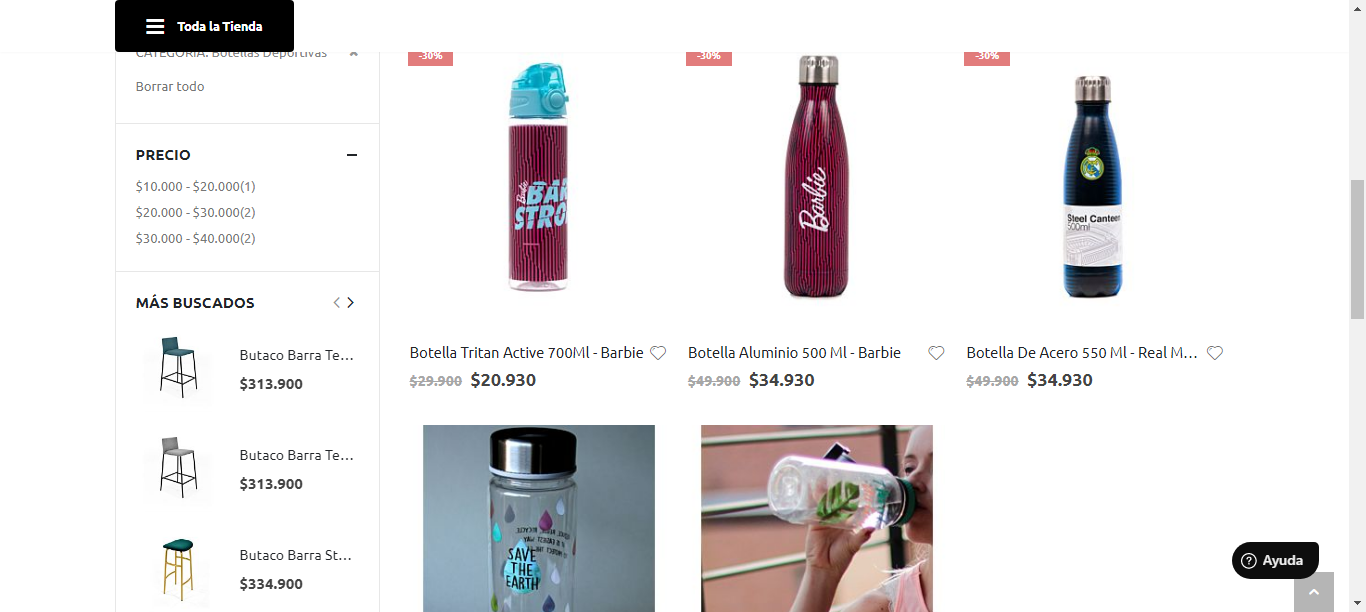 Toda la Tienda
CATEGORÍA: Botellas Deportivas
Borrar todo
PRECIO
$10.000 - $20.000(1)
$20.000 - $30.000(2)
$30.000 - $40.000(2)
MÁS BUSCADOS
Butaco Barra Te...
$313.900
Butaco Barra Te...
$313.900
Butaco Barra St...
$334.900
-30%
-30%
-30%
Barbie
BAR
STRO
Barbie
Steel Canteen
500ml
Botella Tritan Active 700Ml - Barbie
$29.900 $20.930
Botella Aluminio 500 Ml - Barbie
$49.900 $34.930
Botella De Acero 550 Ml - Real M...
$49.900 $34.930
SAVE
THE
EARTH
Ayuda